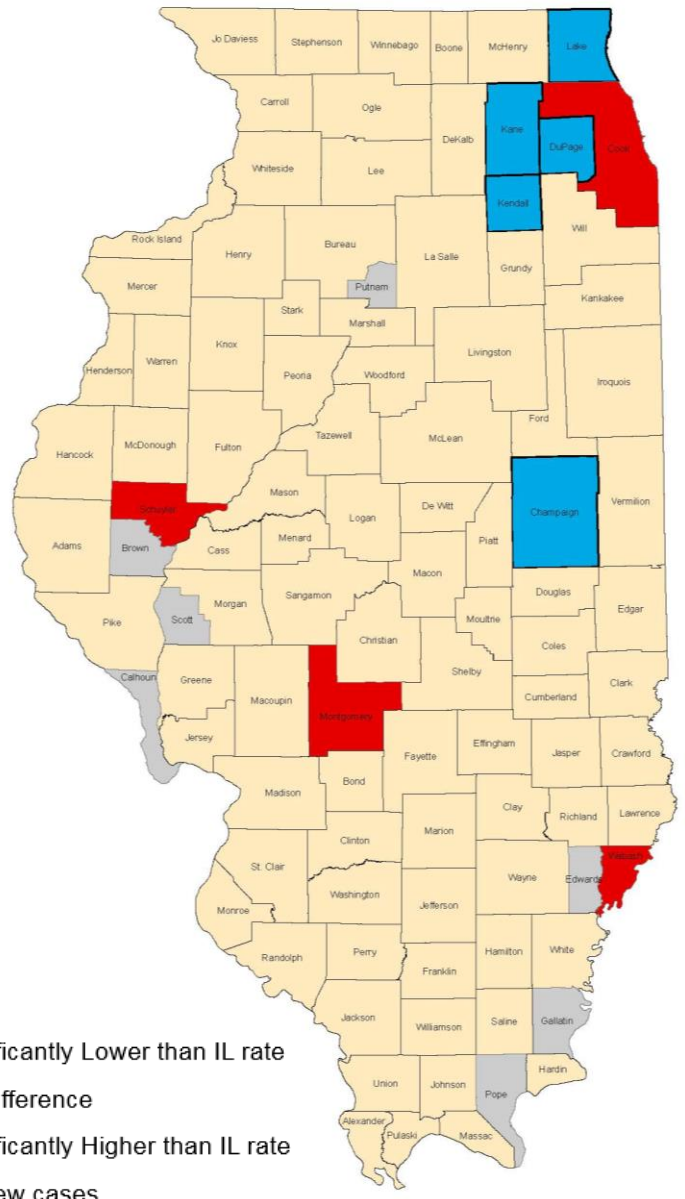 Jo Daviess
Stephenson
Winnebago
Boone
McHenry
Lake
Carroll
Ogle
DeKalb
Kane
DuPage
Cook
Whiteside
Lee
Kendall
Will
Rock Island
Henry
Bureau
La Salle
Grundy
Mercer
Putnam
Kankakee
Stark
Marshall
Henderson
Warren
Knox
Peoria
Woodford
Livingston
Iroquois
Ford
Hancock
McDonough
Fulton
Tazewell
McLean
Schuyler
Mason
Logan
De Witt
Champaign
Vermilion
Adams
Brown
Cass
Menard
Piatt
Macon
Pike
Scott
Morgan
Sangamon
Christian
Moultrie
Douglas
Edgar
Coles
Calhoun
Greene
Macoupin
Montgomery
Shelby
Cumberland
Clark
Jersey
Fayette
Effingham
Jasper
Crawford
Madison
Bond
Clay
Richland
Lawrence
Clinton
Marion
St. Clair
Wabash
Wayne
Edwards
Washington
Jefferson
Monroe
Randolph
Perry
Hamilton
White
Franklin
Jackson
Williamson
Saline
Gallatin
ficantly Lower than IL rate
Union
Johnson
Pope
Hardin
ifference
Alexander
Pulaski
Massac
ficantly Higher than IL rate
ew cases